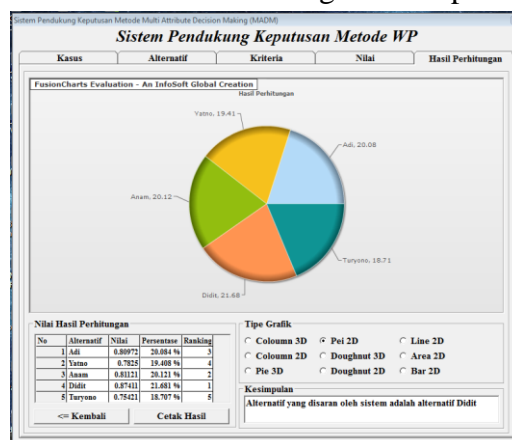 Sistem Pendukung Keputusan Metode Multi Attribute Decision Making (MADM)
Sistem Pendukung Keputusan Metode WP
Kasus Alternatif Kriteria Nilai Hasil Perhitungan
FusionCharts Evaluation - An InfoSoft Global Creation
Hasil Perhitungan
Yatno, 19.41
Adi, 20.08
Anam, 20.12
Turyono, 18.71
Didit, 21.68
Nilai Hasil Perhitungan
No Alternatif Nilai Persentase Ranking
1 Adi 0.80972 20.084 % 3
2 Yatno 0.7825 19.408 % 4
3 Anam 0.81121 20.121 % 2
4 Didit 0.87411 21.681 % 1
5 Turyono 0.75421 18.707 % 5
<= Kembali Cetak Hasil
Tipe Grafik
Coloumn 3D Pei 2D Line 2D
Coloumn 2D Doughnut 3D Area 2D
Pie 3D Doughnut 2D Bar 2D
Kesimpulan
Alternatif yang disaran oleh sistem adalah alternatif Didit